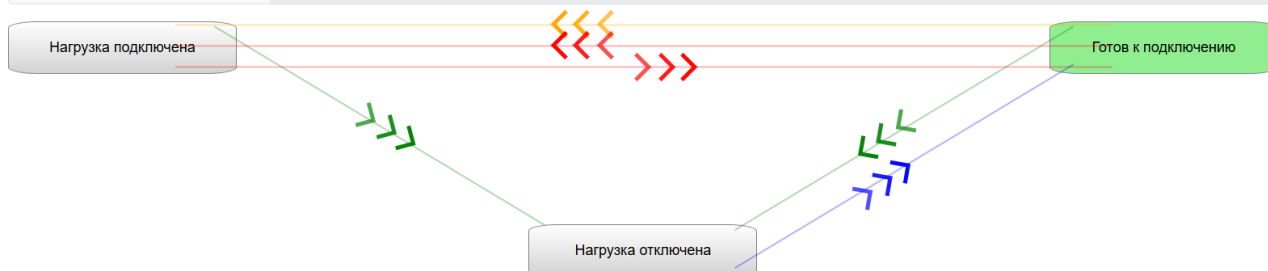 Нагрузка подключена
Готов к подключению
Нагрузка отключена